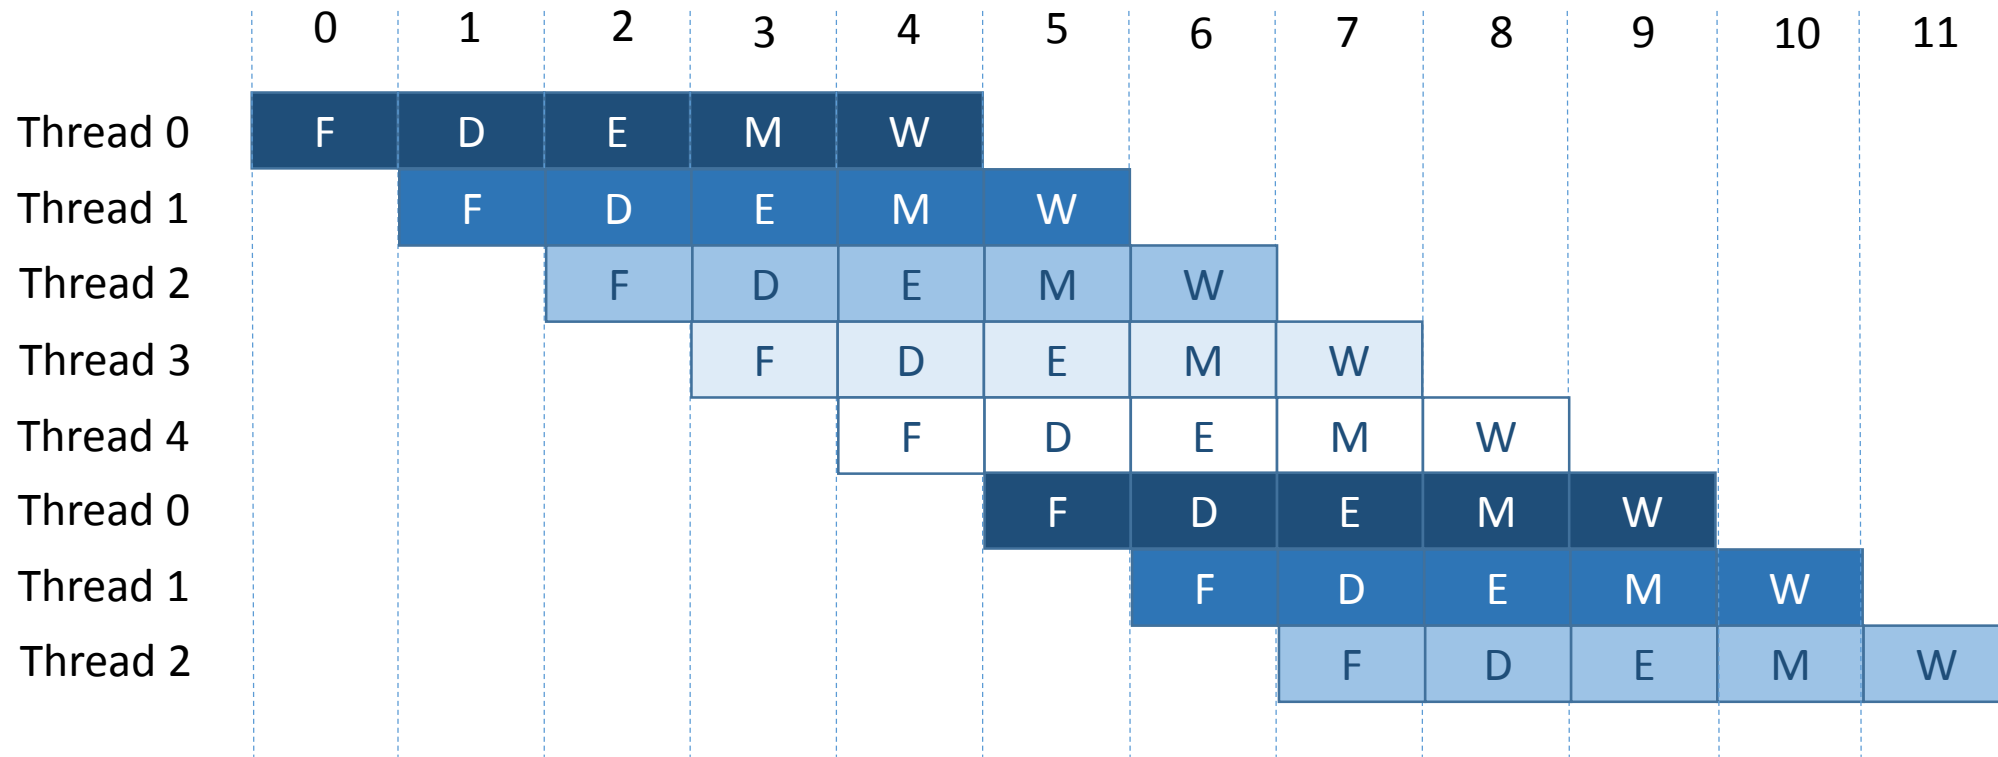 0 1 2 3 4 5 6 7 8 9 10 11
Thread 0 F D E M W
Thread 1 F D E M W
Thread 2 F D E M W
Thread 3 F D E M W
Thread 4 F D E M W
Thread 0 F D E M W
Thread 1 F D E M W
Thread 2 F D E M W